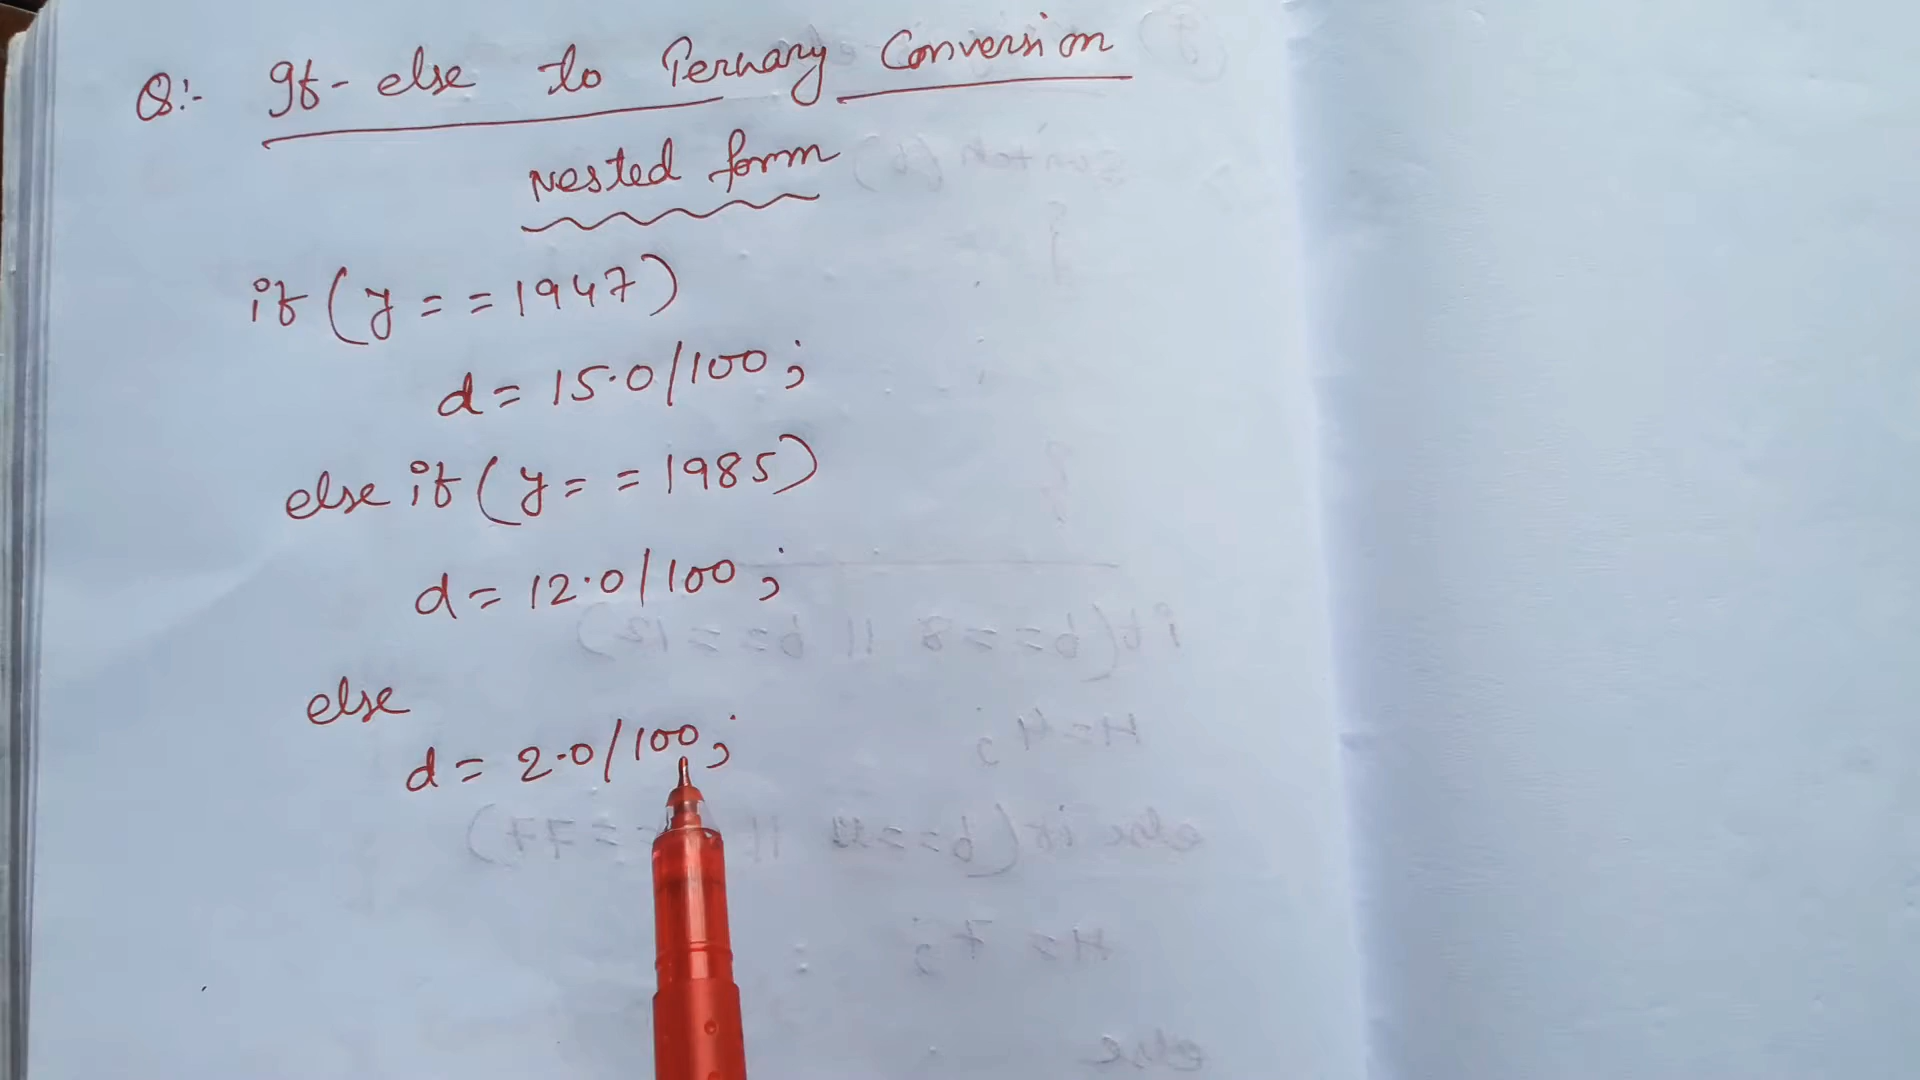 Q:- If-else to Ternary Conversion
Nested form
if (y = = 1947)
d = 15.0/100;
else if (y = = 1985)
d = 12.0/100;
else
d = 2.0/100;